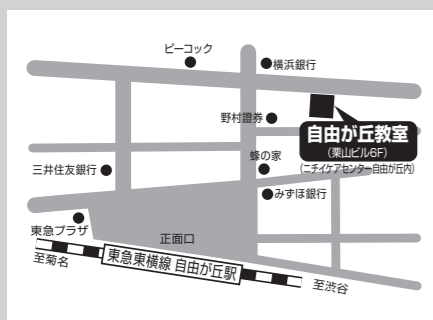 ピーコック
横浜銀行
野村證券
自由が丘教室
(栗山ビル6F)
(ニチイケアセンター自由が丘内)
蜂の家
三井住友銀行
みずほ銀行
東急プラザ
正面口
東急東横線 自由が丘駅
至菊名
至渋谷